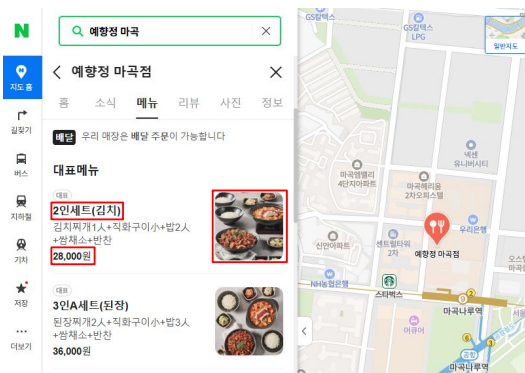 N
예향정 마곡
예향정 마곡점
홈 소식 메뉴 리뷰 사진 정보
배달 우리 매장은 배달 주문이 가능합니다
대표메뉴
대표
2인세트(김치)
김치찌개1人+직화구이小+밥2人
+쌈채소+반찬
28,000원
대표
3인A세트(된장)
된장찌개2人+직화구이小+밥3人
+쌈채소+반찬
36,000원
지도 홈
길찾기
버스
지하철
기차
저장
더보기
GS칼텍스
GS칼텍스
LPG
일반지도
넥센
유니버시티
마곡엠밸리
4단지아파트
마곡헤리움
2차오피스텔
우리은행
신안아파트
센트럴타워
2차
예향정 마곡점
NH농협은행
스타벅스
9
2
마곡나루역
어큐어
6
3
공항
마곡나루역